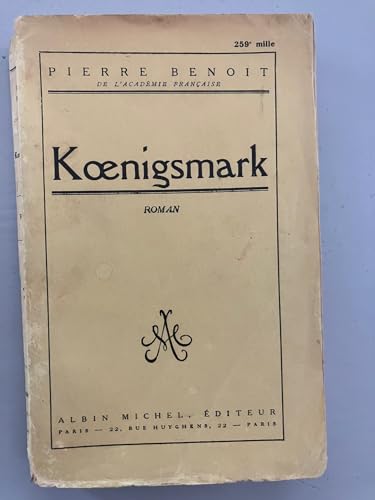 259e mille
PIERRE BENOIT
DE L'ACADÉMIE FRANÇAISE
Kœnigsmark
ROMAN
AM
ALBIN MICHEL, ÉDITEUR
PARIS — 22, RUE HUYGHENS, 22 — PARIS